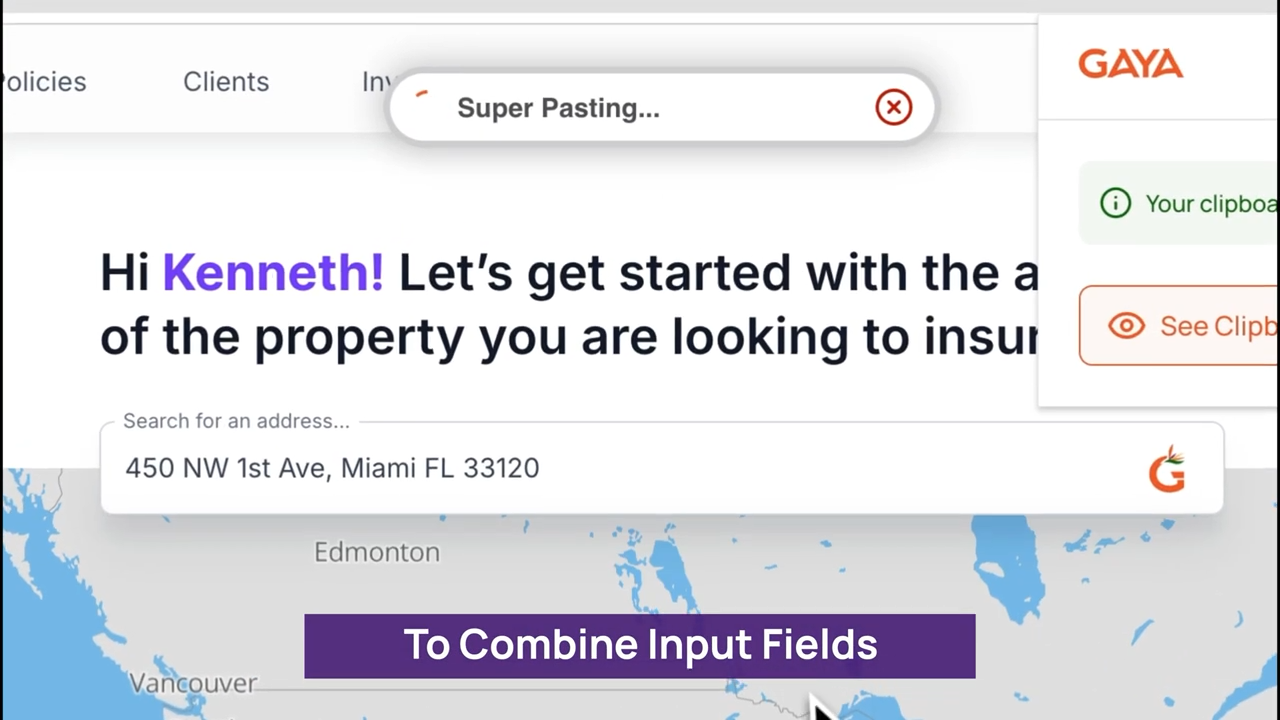 olicies
Clients
Inv
Super Pasting...
GAYA
Your clipboa
See Clipb
Hi Kenneth! Let’s get started with the a
of the property you are looking to insur
Search for an address...
450 NW 1st Ave, Miami FL 33120
G
Edmonton
To Combine Input Fields
Vancouver